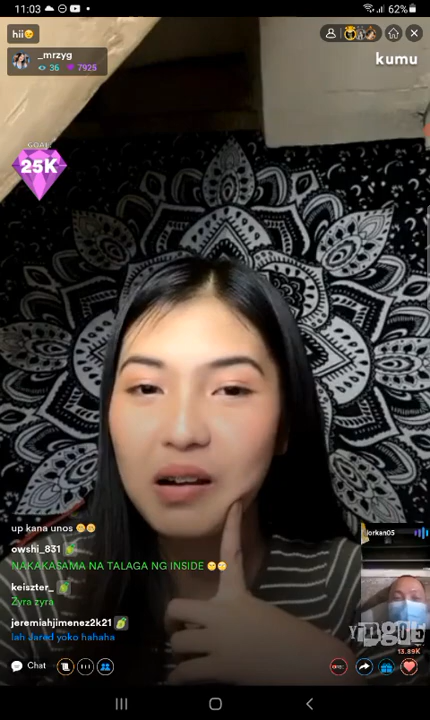 11:03
62%
hii
_mrzyg
36 7925
kumu
GOAL:
25K
up kana unos
owshi_831
NAKAKASAMA NA TALAGA NG INSIDE
keiszter_
Zyra zyra
jeremiahjimenez2k21
lah Jared yoko hahaha
lorkan05
13.89K
Chat